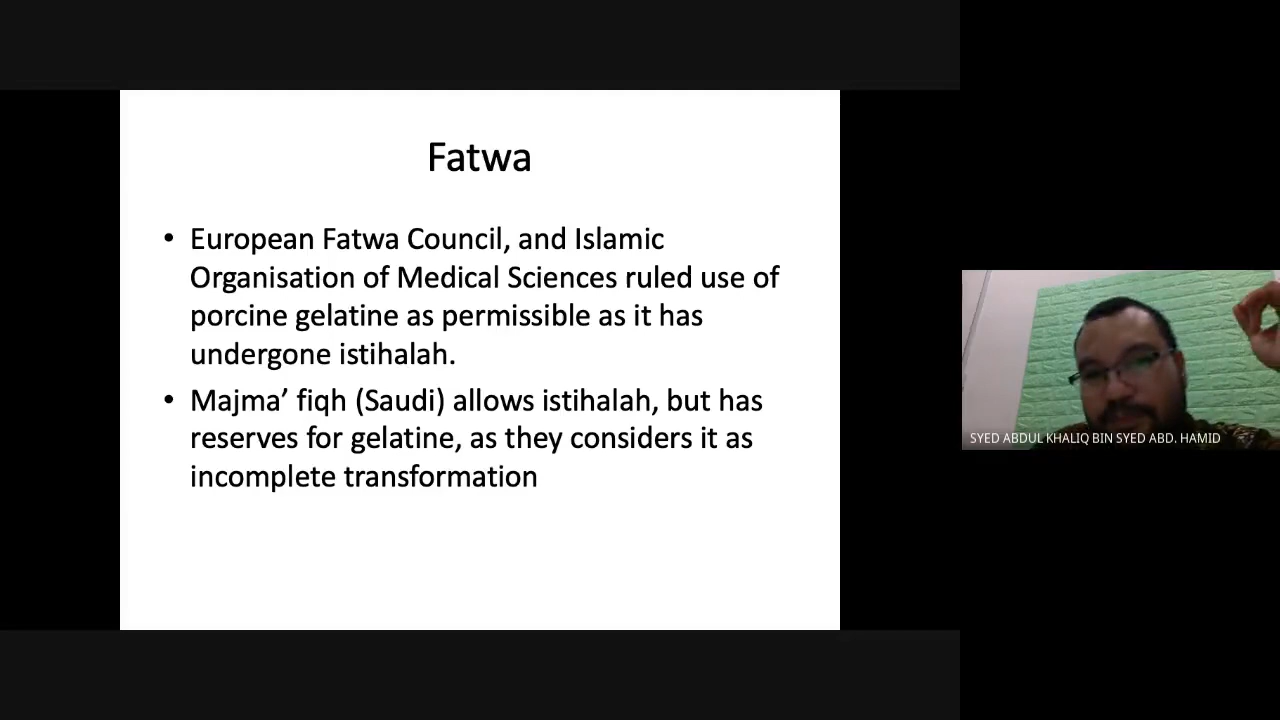 Fatwa
• European Fatwa Council, and Islamic
Organisation of Medical Sciences ruled use of
porcine gelatine as permissible as it has
undergone istihalah.
• Majma’ fiqh (Saudi) allows istihalah, but has
reserves for gelatine, as they considers it as
incomplete transformation
SYED ABDUL KHALIQ BIN SYED ABD. HAMID